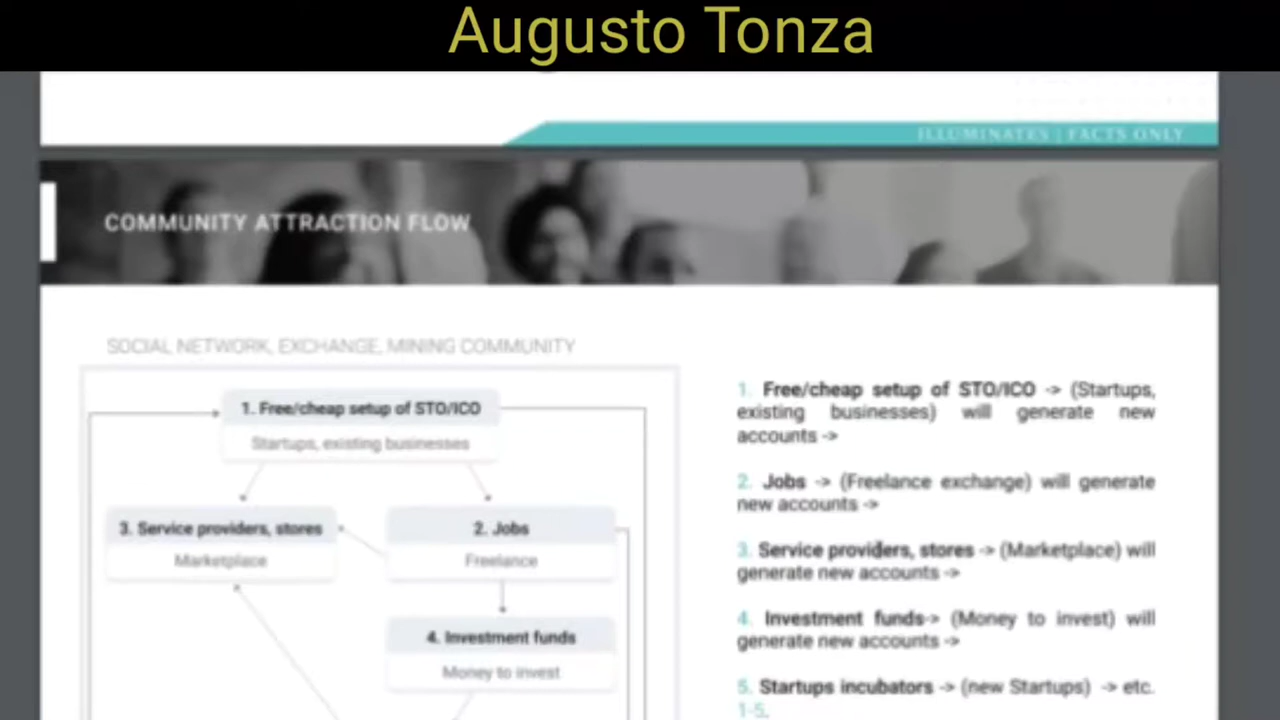 Augusto Tonza
ILLUMINATES | FACTS ONLY
COMMUNITY ATTRACTION FLOW
SOCIAL NETWORK, EXCHANGE, MINING COMMUNITY
1. Free/cheap setup of STO/ICO
Startups, existing businesses
3. Service providers, stores
Marketplace
2. Jobs
Freelance
4. Investment funds
Money to invest
1. Free/cheap setup of STO/ICO -> (Startups,
existing businesses) will generate new
accounts ->
2. Jobs -> (Freelance exchange) will generate
new accounts ->
3. Service providers, stores -> (Marketplace) will
generate new accounts ->
4. Investment funds-> (Money to invest) will
generate new accounts ->
5. Startups incubators -> (new Startups) -> etc.
1-5.